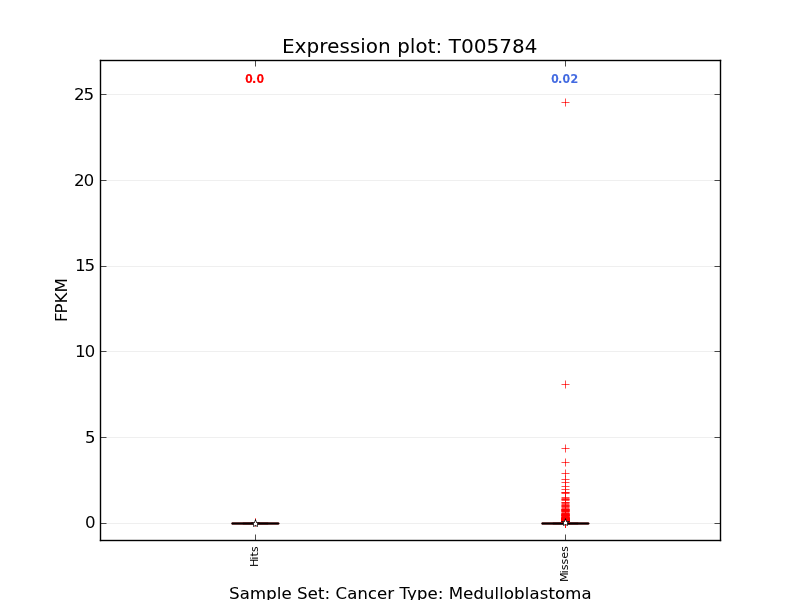 Expression plot: T005784
0.0
0.02
25
20
15
10
5
0
FPKM
Hits
Misses
Sample Set: Cancer Type: Medulloblastoma